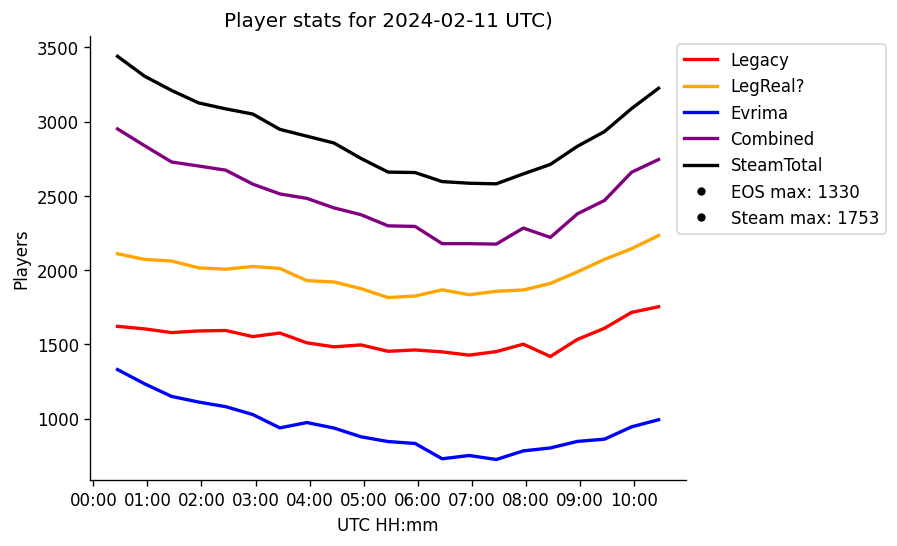 Player stats for 2024-02-11 UTC)
3500
3000
2500
2000
1500
1000
Players
00:00 01:00 02:00 03:00 04:00 05:00 06:00 07:00 08:00 09:00 10:00
UTC HH:mm
Legacy
LegReal?
Evrima
Combined
SteamTotal
EOS max: 1330
Steam max: 1753